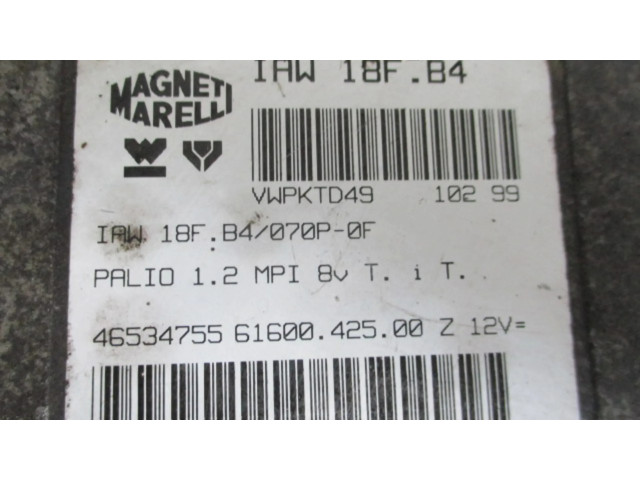 MAGNETI
MARELLI
IAW 18F.B4
VWPKTD49 102 99
IAW 18F.B4/070P-0F
PALIO 1.2 MPI 8v T. i T.
46534755 61600.425.00 Z 12V=